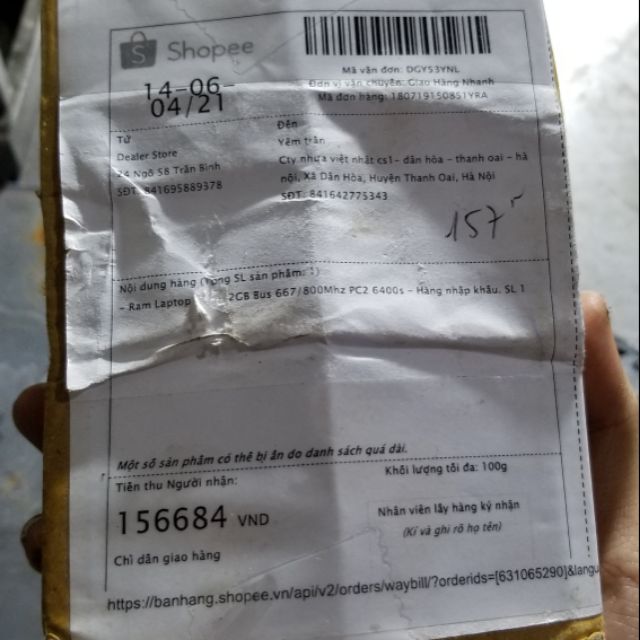 Shopee
Mã vận đơn: DGY53YNL
Đơn vị vận chuyển: Giao Hàng Nhanh
Mã đơn hàng: 180719150851YRA
14-06-
04/21
Từ
Dealer Store
Ngõ 58 Trần Bình
SĐT: 841695889378
Đến
Yêm trần
Cty nhựa việt nhật cs1- dân hòa - thanh oai - hà
nội, Xã Dân Hòa, Huyện Thanh Oai, Hà Nội
SĐT: 841642775343
157
Nội dung hàng (Tổng SL sản phẩm: 1)
- Ram Laptop 2GB Bus 667/800Mhz PC2 6400s - Hàng nhập khẩu. SL 1
Một số sản phẩm có thể bị ẩn do danh sách quá dài.
Tiền thu Người nhận:
156684 VND
Chỉ dẫn giao hàng
Khối lượng tối đa: 100g
Nhân viên lấy hàng ký nhận
(Kí và ghi rõ họ tên)
https://banhang.shopee.vn/api/v2/orders/waybill/?orderids=[631065290]&langu